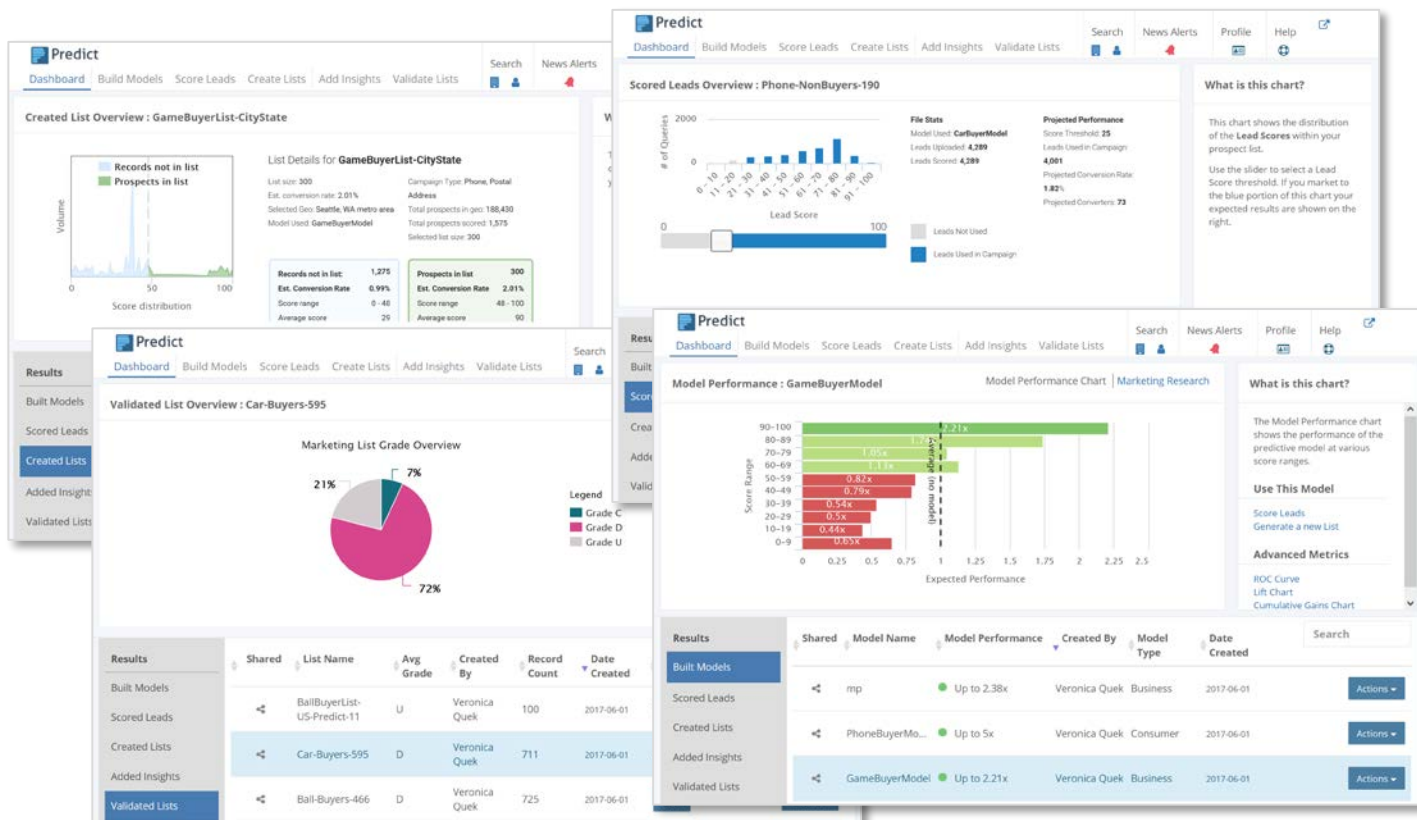 Predict
Search
News Alerts
Dashboard Build Models Score Leads Create Lists Add Insights Validate Lists
Created List Overview : GameBuyerList-CityState
Records not in list
Prospects in list
Volume
0 50 100
Score distribution
List Details for GameBuyerList-CityState
List size: 300
Est. conversion rate: 2.01%
Selected Geo: Seattle, WA metro area
Model Used: GameBuyerModel
Campaign Type: Phone, Postal
Address
Total prospects in geo: 188,430
Total prospects scored: 1,575
Selected list size: 300
Records not in list: 1,275
Est. Conversion Rate 0.99%
Score range 0 - 48
Average score 29
Prospects in list 300
Est. Conversion Rate 2.01%
Score range 48 - 100
Average score 90
Results
Built Models
Scored Leads
Created Lists
Added Insights
Validated Lists
Predict
Search News Alerts Profile Help
Dashboard Build Models Score Leads Create Lists Add Insights Validate Lists
Scored Leads Overview : Phone-NonBuyers-190
# of Queries
2000
0
0 - 10
11 - 20
21 - 30
31 - 40
41 - 50
51 - 60
61 - 70
71 - 80
81 - 90
91 - 100
Lead Score
0 100
File Stats
Model Used: CarBuyerModel
Leads Uploaded: 4,289
Leads Scored: 4,289
Projected Performance
Score Threshold: 25
Leads Used in Campaign
4,001
Projected Conversion Rate:
1.82%
Projected Converters: 73
Leads Not Used
Leads Used in Campaign
What is this chart?
This chart shows the distribution
of the Lead Scores within your
prospect list.
Use the slider to select a Lead
Score threshold. If you market to
the blue portion of this chart your
expected results are shown on the
right.
Predict
Search
Dashboard Build Models Score Leads Create Lists Add Insights Validate Lists
Validated List Overview : Car-Buyers-595
Marketing List Grade Overview
7%
21%
72%
Legend
Grade C
Grade D
Grade U
Results
Built Models
Scored Leads
Created Lists
Added Insights
Validated Lists
Shared List Name Avg Grade Created By Record Count Date Created
BallBuyerList-US-Predict-11 U Veronica Quek 100 2017-06-01
Car-Buyers-595 D Veronica Quek 711 2017-06-01
Ball-Buyers-466 D Veronica Quek 725 2017-06-01
Predict
Search News Alerts Profile Help
Dashboard Build Models Score Leads Create Lists Add Insights Validate Lists
Model Performance : GameBuyerModel
Model Performance Chart | Marketing Research
Score Range
90-100 2.21x
80-89
70-79 1.05x
60-69 1.13x
50-59 0.82x
40-49 0.79x
30-39 0.54x
20-29 0.5x
10-19 0.44x
0-9 0.65x
Average (no model)
0 0.25 0.5 0.75 1 1.25 1.5 1.75 2 2.25 2.5
Expected Performance
What is this chart?
The Model Performance chart
shows the performance of the
predictive model at various
score ranges.
Use This Model
Score Leads
Generate a new List
Advanced Metrics
ROC Curve
Lift Chart
Cumulative Gains Chart
Results
Built Models
Scored Leads
Created Lists
Added Insights
Validated Lists
Shared Model Name Model Performance Created By Model Type Date Created
Search
mp Up to 2.38x Veronica Quek Business 2017-06-01 Actions
PhoneBuyerMo... Up to 5x Veronica Quek Consumer 2017-06-01 Actions
GameBuyerModel Up to 2.21x Veronica Quek Business 2017-06-01 Actions